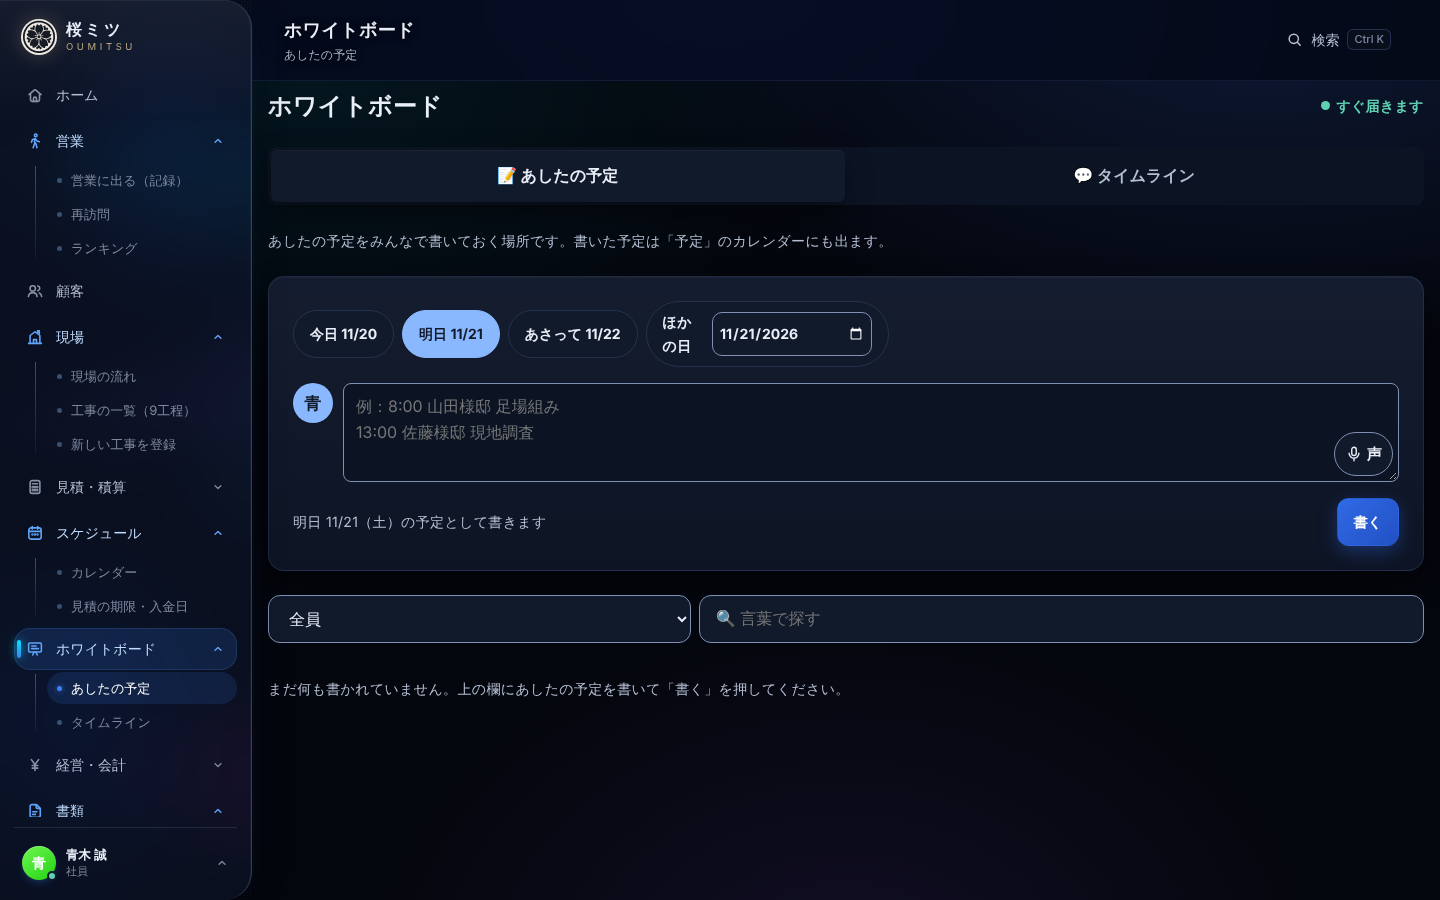 桜ミツ
OUMITSU
ホーム
営業
営業に出る（記録）
再訪問
ランキング
顧客
現場
現場の流れ
工事の一覧（9工程）
新しい工事を登録
見積・積算
スケジュール
カレンダー
見積の期限・入金日
ホワイトボード
あしたの予定
タイムライン
経営・会計
書類
青
青木 誠
社員
ホワイトボード
あしたの予定
検索 Ctrl K
ホワイトボード
すぐ届きます
📝 あしたの予定
💬 タイムライン
あしたの予定をみんなで書いておく場所です。書いた予定は「予定」のカレンダーにも出ます。
今日 11/20
明日 11/21
あさって 11/22
ほか
の日
11/21/2026
青
例：8:00 山田様邸 足場組み
13:00 佐藤様邸 現地調査
声
明日 11/21（土）の予定として書きます
書く
全員
🔍 言葉で探す
まだ何も書かれていません。上の欄にあしたの予定を書いて「書く」を押してください。